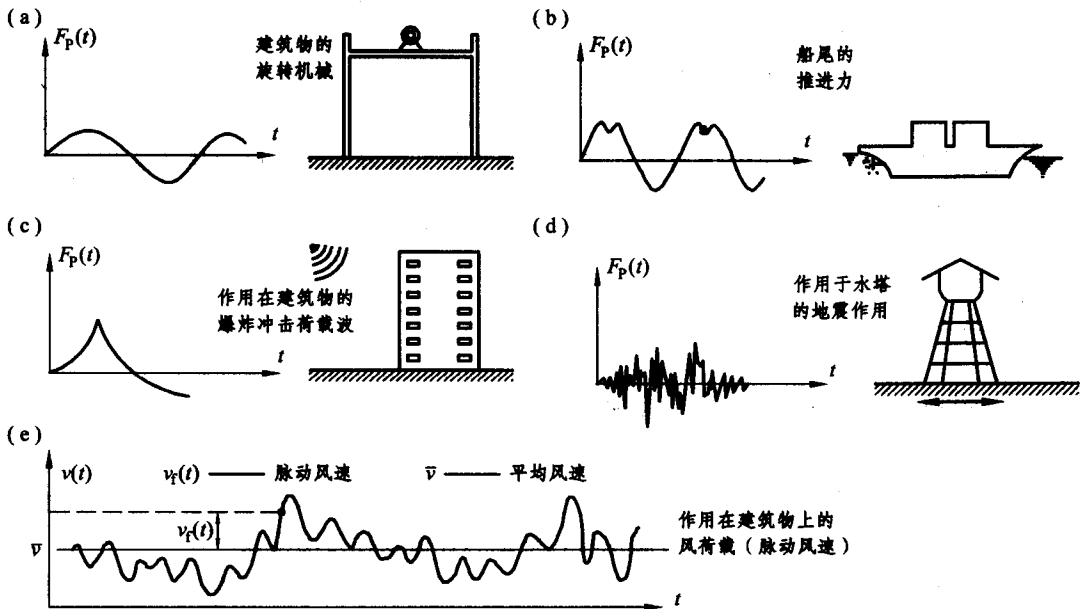 (a)
F_P(t)
t
建筑物的
旋转机械
(b)
F_P(t)
t
船尾的
推进力
(c)
F_P(t)
t
作用在建筑物的
爆炸冲击荷载波
(d)
F_P(t)
t
作用于水塔
的地震作用
(e)
v(t)
v_f(t) —— 脉动风速
v̄ —— 平均风速
v_f(t)
v̄
t
作用在建筑物上的
风荷载(脉动风速)